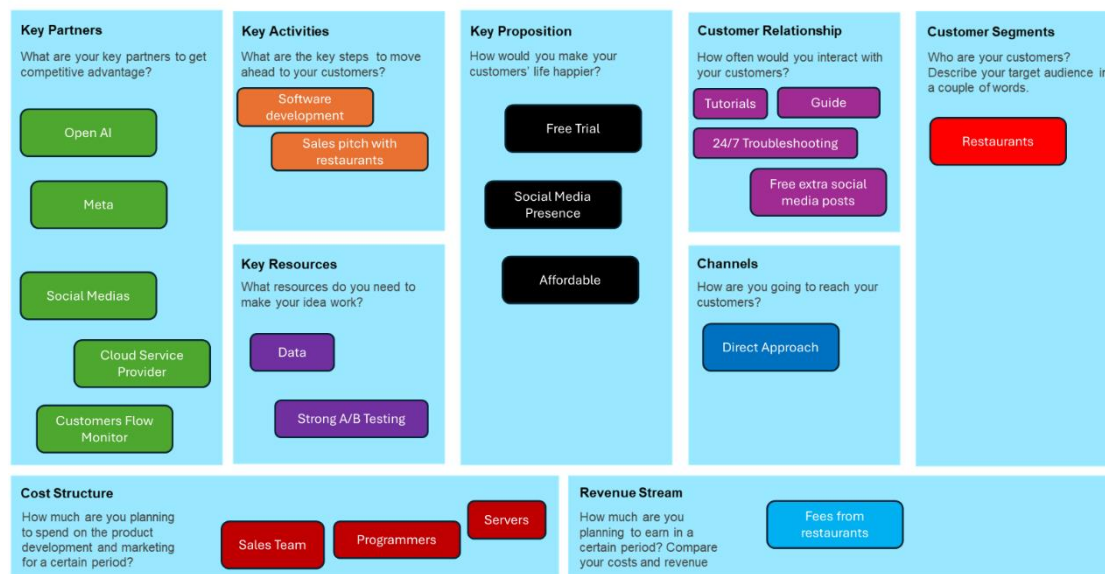 Key Partners
What are your key partners to get
competitive advantage?
Open AI
Meta
Social Medias
Cloud Service
Provider
Customers Flow
Monitor
Key Activities
What are the key steps to move
ahead to your customers?
Software
development
Sales pitch with
restaurants
Key Resources
What resources do you need to
make your idea work?
Data
Strong A/B Testing
Key Proposition
How would you make your
customers' life happier?
Free Trial
Social Media
Presence
Affordable
Customer Relationship
How often would you interact with
your customers?
Tutorials
Guide
24/7 Troubleshooting
Free extra social
media posts
Channels
How are you going to reach your
customers?
Direct Approach
Customer Segments
Who are your customers?
Describe your target audience in
a couple of words.
Restaurants
Cost Structure
How much are you planning
to spend on the product
development and marketing
for a certain period?
Sales Team
Programmers
Servers
Revenue Stream
How much are you
planning to earn in a
certain period? Compare
your costs and revenue
Fees from
restaurants